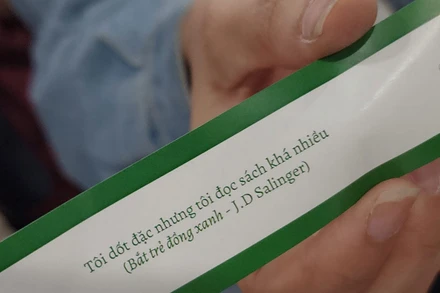 Tôi dốt đặc nhưng tôi đọc sách khá nhiều
(Bắt trẻ đồng xanh - J.D Salinger)